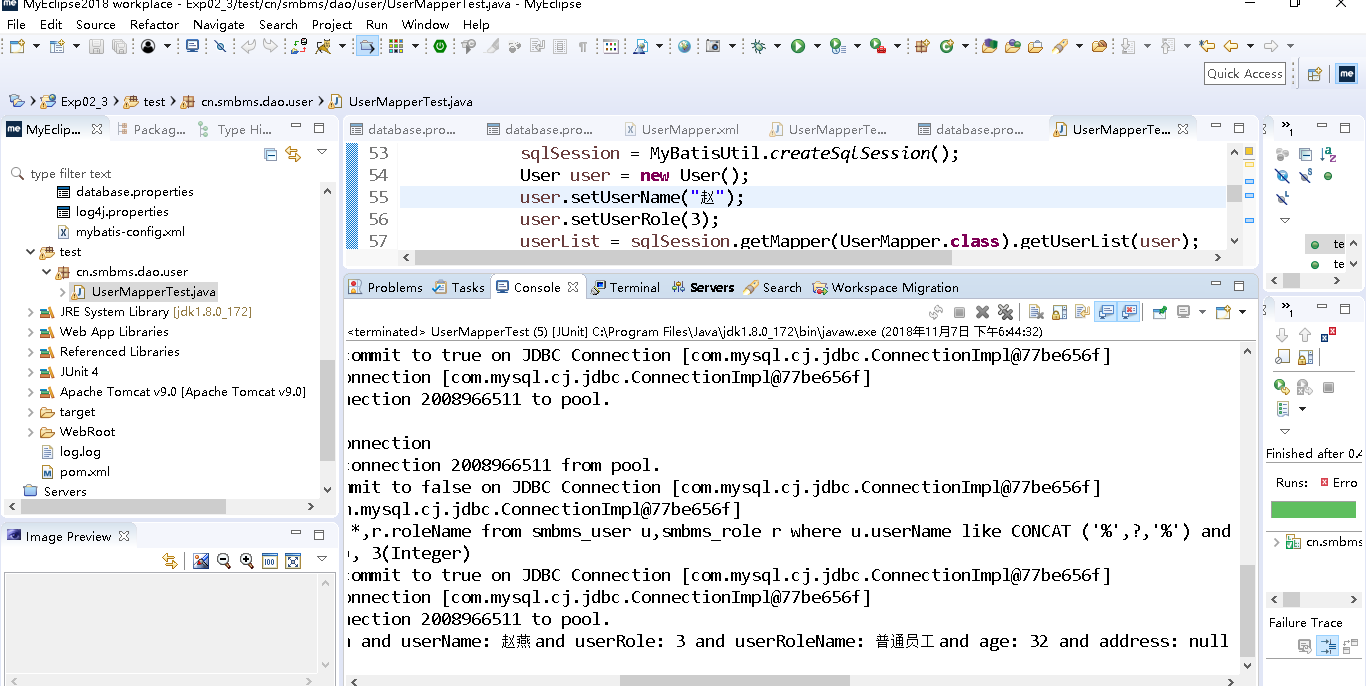 MyEclipse2018 workplace - Exp02_3/test/cn/smbms/dao/user/UserMapperTest.java - MyEclipse
File Edit Source Refactor Navigate Search Project Run Window Help
Quick Access
Exp02_3 test cn.smbms.dao.user UserMapperTest.java
MyEclip... Packag... Type Hi...
type filter text
database.properties
log4j.properties
mybatis-config.xml
test
cn.smbms.dao.user
UserMapperTest.java
JRE System Library [jdk1.8.0_172]
Web App Libraries
Referenced Libraries
JUnit 4
Apache Tomcat v9.0 [Apache Tomcat v9.0]
target
WebRoot
log.log
pom.xml
Servers
Image Preview
database.pro... database.pro... UserMapper.xml UserMapperTe... database.pro... UserMapperTe...
53 sqlSession = MyBatisUtil.createSqlSession();
54 User user = new User();
55 user.setUserName("赵");
56 user.setUserRole(3);
57 userList = sqlSession.getMapper(UserMapper.class).getUserList(user);
Problems Tasks Console Terminal Servers Search Workspace Migration
<terminated> UserMapperTest (5) [JUnit] C:\Program Files\Java\jdk1.8.0_172\bin\javaw.exe (2018年11月7日 下午6:44:32)
ommit to true on JDBC Connection [com.mysql.cj.jdbc.ConnectionImpl@77be656f]
onnection [com.mysql.cj.jdbc.ConnectionImpl@77be656f]
nection 2008966511 to pool.
onnection
connection 2008966511 from pool.
mit to false on JDBC Connection [com.mysql.cj.jdbc.ConnectionImpl@77be656f]
m.mysql.cj.jdbc.ConnectionImpl@77be656f]
*,r.roleName from smbms_user u,smbms_role r where u.userName like CONCAT ('%',?,'%') and
, 3(Integer)
ommit to true on JDBC Connection [com.mysql.cj.jdbc.ConnectionImpl@77be656f]
onnection [com.mysql.cj.jdbc.ConnectionImpl@77be656f]
nection 2008966511 to pool.
n and userName: 赵燕 and userRole: 3 and userRoleName: 普通员工 and age: 32 and address: null
te
te
Finished after 0.4
Runs: Erro
cn.smbms
Failure Trace